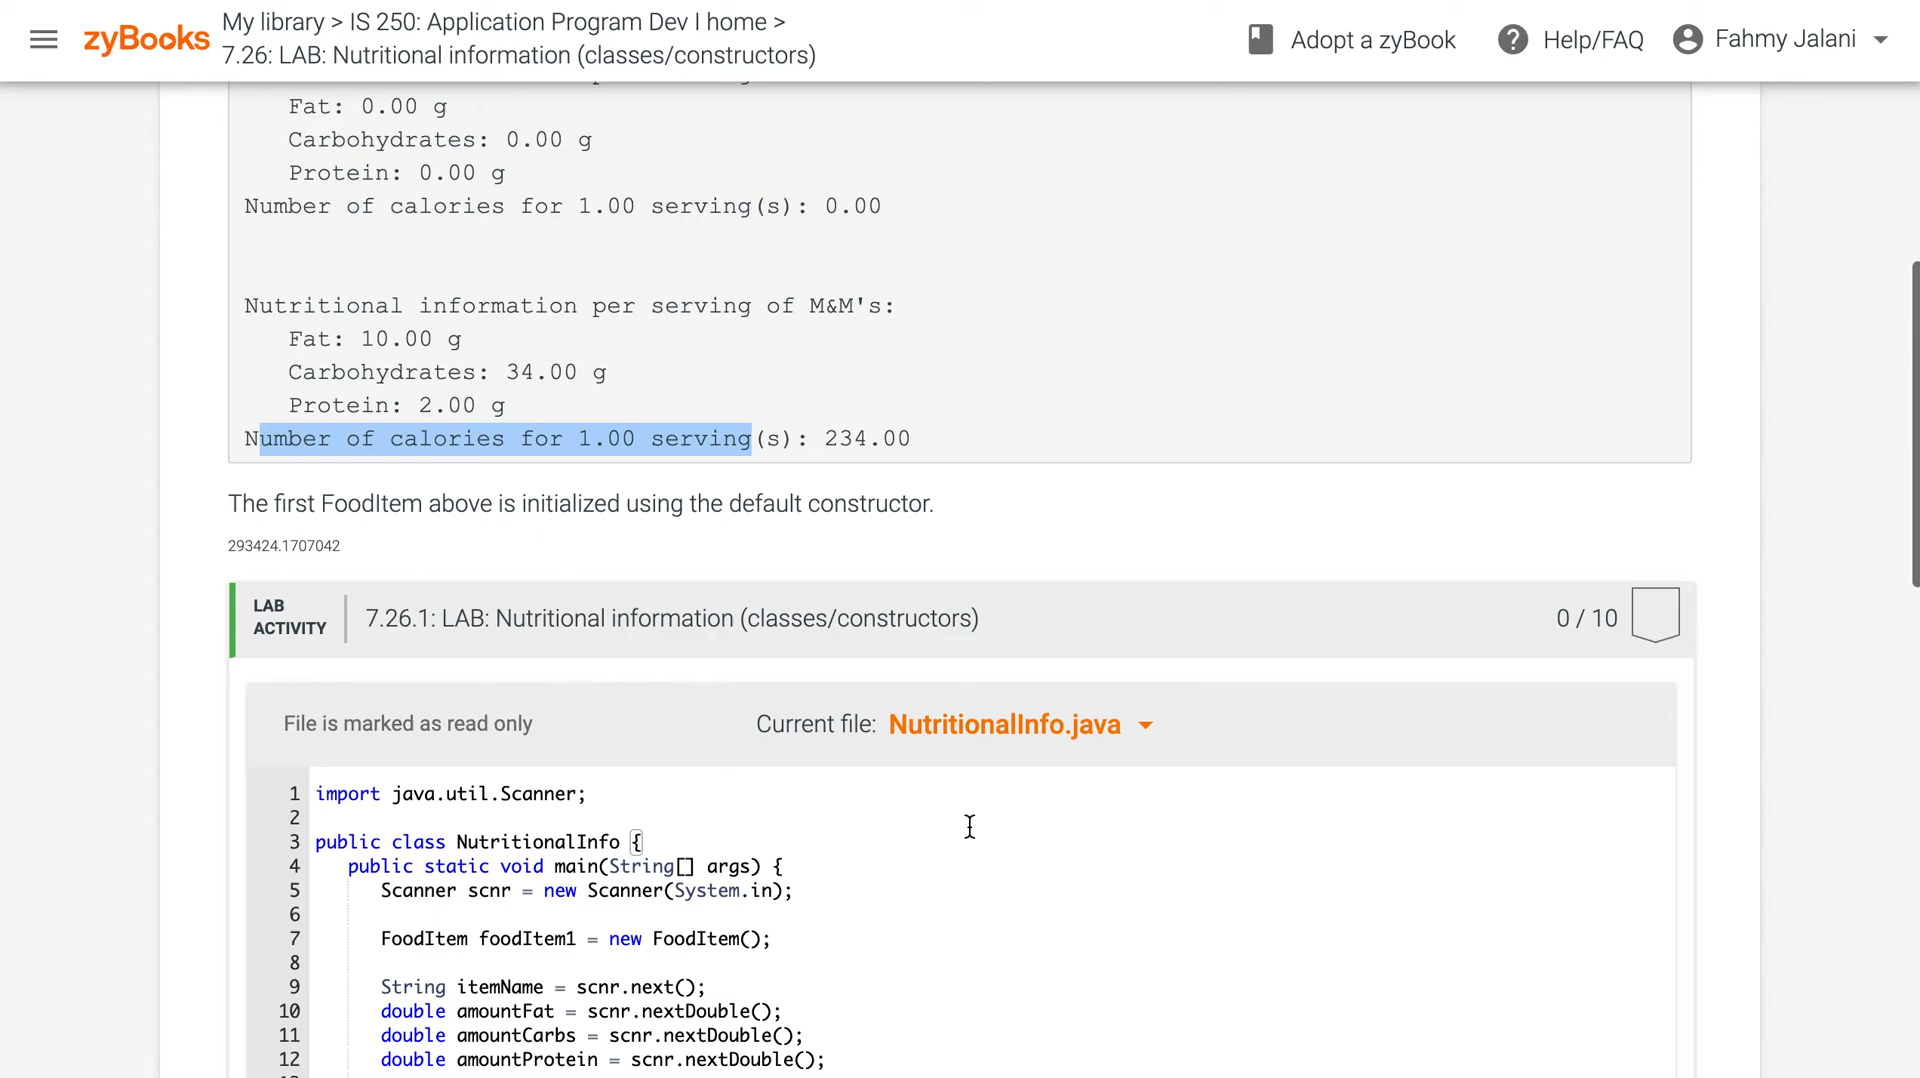 zyBooks
My library > IS 250: Application Program Dev I home >
7.26: LAB: Nutritional information (classes/constructors)
Adopt a zyBook
Help/FAQ
Fahmy Jalani
Fat: 0.00 g
Carbohydrates: 0.00 g
Protein: 0.00 g
Number of calories for 1.00 serving(s): 0.00
Nutritional information per serving of M&M's:
Fat: 10.00 g
Carbohydrates: 34.00 g
Protein: 2.00 g
Number of calories for 1.00 serving(s): 234.00
The first FoodItem above is initialized using the default constructor.
293424.1707042
LAB
ACTIVITY
7.26.1: LAB: Nutritional information (classes/constructors)
0 / 10
File is marked as read only
Current file: NutritionalInfo.java
1 import java.util.Scanner;
2
3 public class NutritionalInfo {
4 public static void main(String[] args) {
5 Scanner scnr = new Scanner(System.in);
6
7 FoodItem foodItem1 = new FoodItem();
8
9 String itemName = scnr.next();
10 double amountFat = scnr.nextDouble();
11 double amountCarbs = scnr.nextDouble();
12 double amountProtein = scnr.nextDouble();